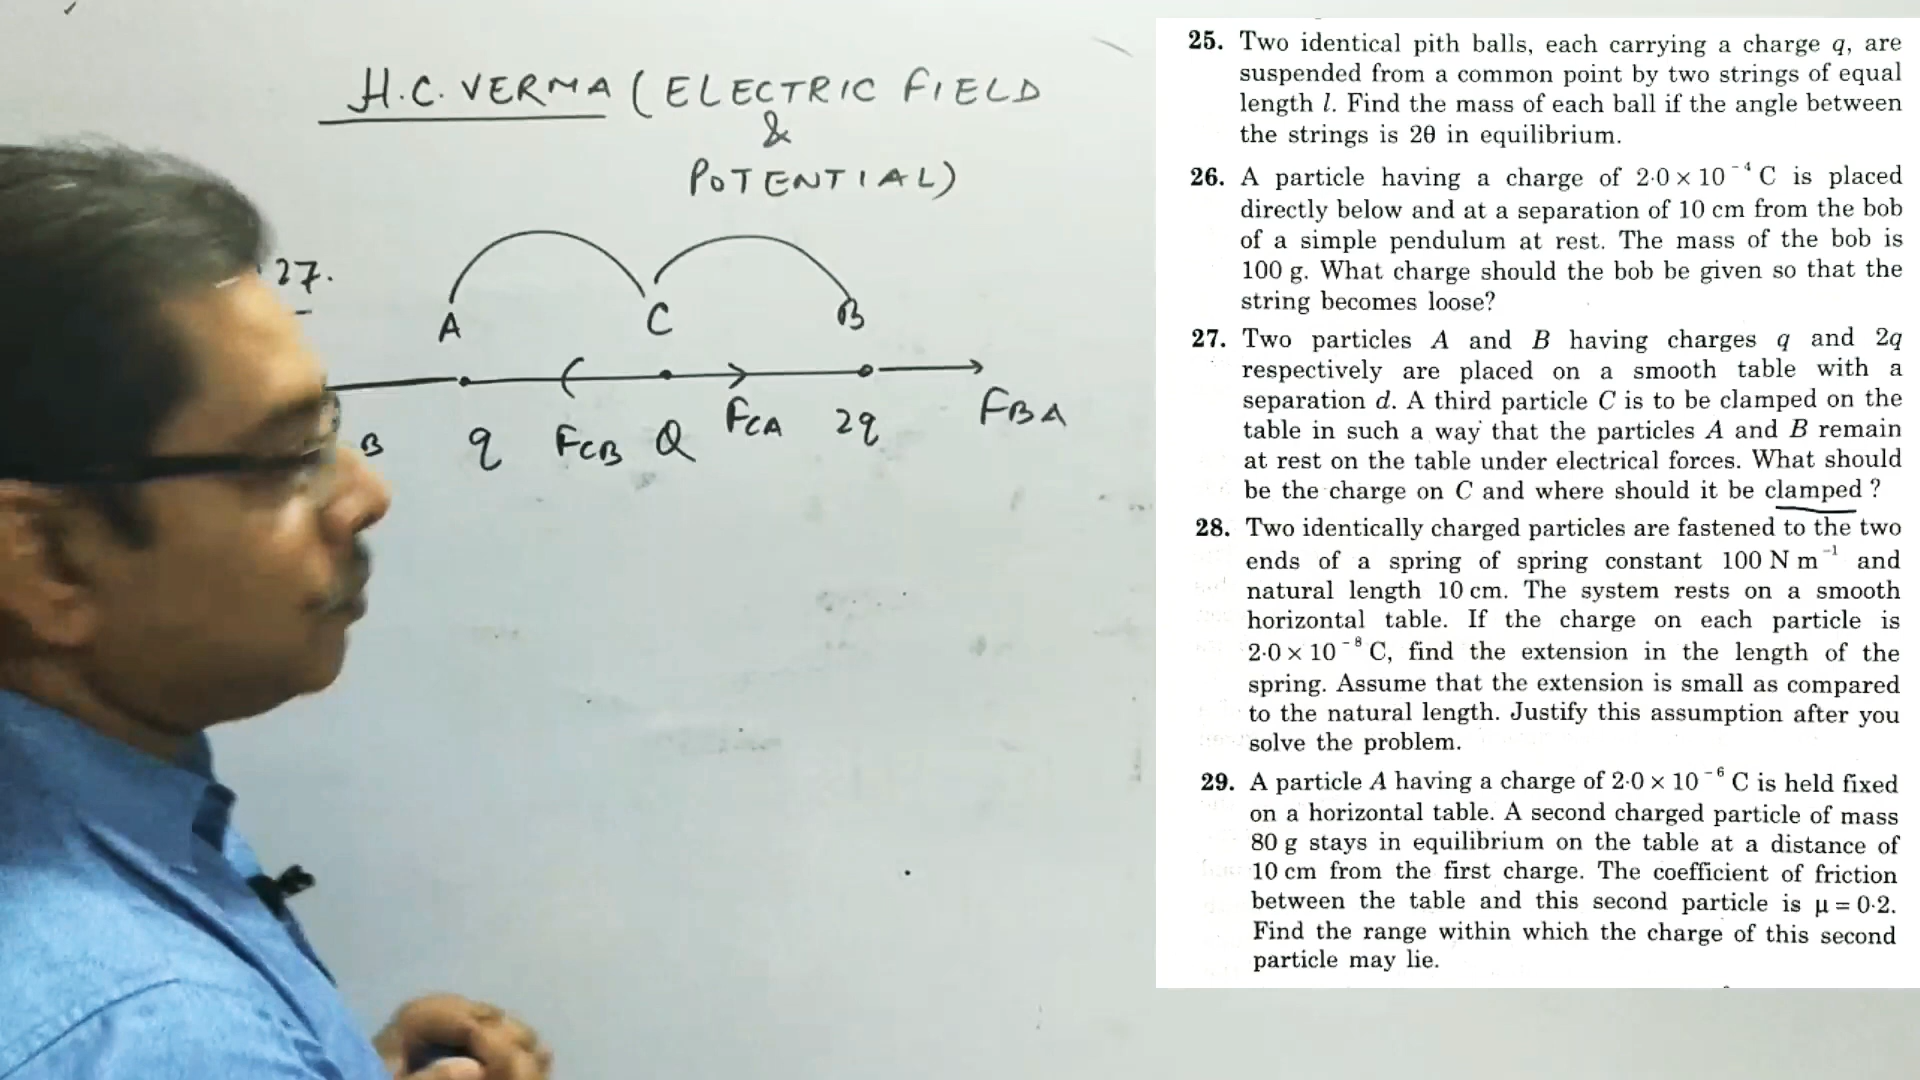 H.C. VERMA (ELECTRIC FIELD
&
POTENTIAL)
27.
A C B
B q FCB Q FCA 2q FBA
25. Two identical pith balls, each carrying a charge q, are
suspended from a common point by two strings of equal
length l. Find the mass of each ball if the angle between
the strings is 2θ in equilibrium.
26. A particle having a charge of 2·0 × 10⁻⁴ C is placed
directly below and at a separation of 10 cm from the bob
of a simple pendulum at rest. The mass of the bob is
100 g. What charge should the bob be given so that the
string becomes loose?
27. Two particles A and B having charges q and 2q
respectively are placed on a smooth table with a
separation d. A third particle C is to be clamped on the
table in such a way that the particles A and B remain
at rest on the table under electrical forces. What should
be the charge on C and where should it be clamped ?
28. Two identically charged particles are fastened to the two
ends of a spring of spring constant 100 N m⁻¹ and
natural length 10 cm. The system rests on a smooth
horizontal table. If the charge on each particle is
2·0 × 10⁻⁸ C, find the extension in the length of the
spring. Assume that the extension is small as compared
to the natural length. Justify this assumption after you
solve the problem.
29. A particle A having a charge of 2·0 × 10⁻⁶ C is held fixed
on a horizontal table. A second charged particle of mass
80 g stays in equilibrium on the table at a distance of
10 cm from the first charge. The coefficient of friction
between the table and this second particle is μ = 0·2.
Find the range within which the charge of this second
particle may lie.